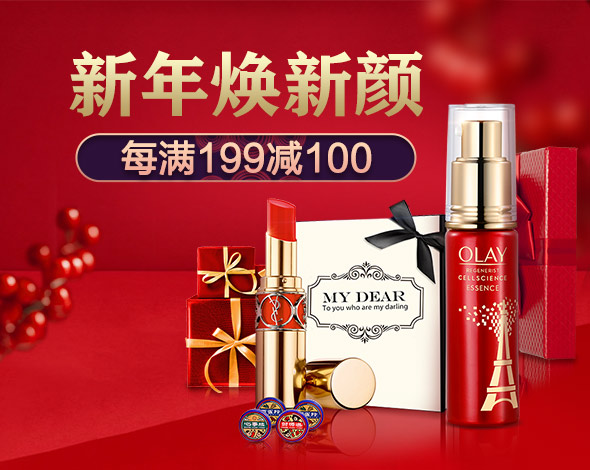 新年焕新颜
每满199减100
MY DEAR
To you who are my darling
OLAY
REGENERIST
CELLSCIENCE
ESSENCE